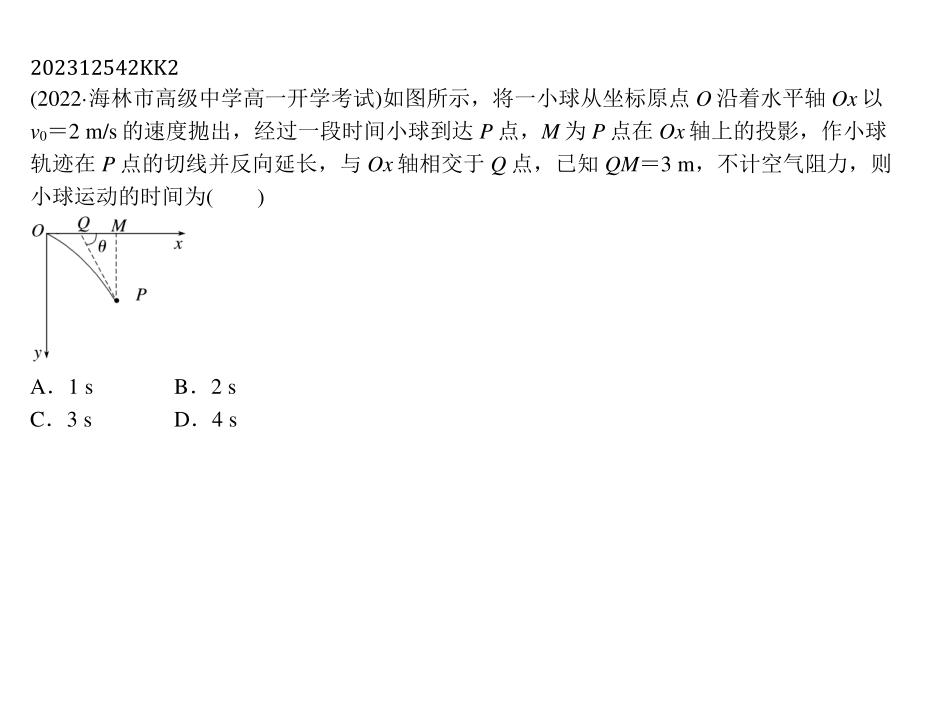 202312542KK2
(2022·海林市高级中学高一开学考试)如图所示，将一小球从坐标原点 O 沿着水平轴 Ox 以
v₀＝2 m/s 的速度抛出，经过一段时间小球到达 P 点，M 为 P 点在 Ox 轴上的投影，作小球
轨迹在 P 点的切线并反向延长，与 Ox 轴相交于 Q 点，已知 QM＝3 m，不计空气阻力，则
小球运动的时间为(　　)
O Q M
θ x
P
y
A．1 s B．2 s
C．3 s D．4 s